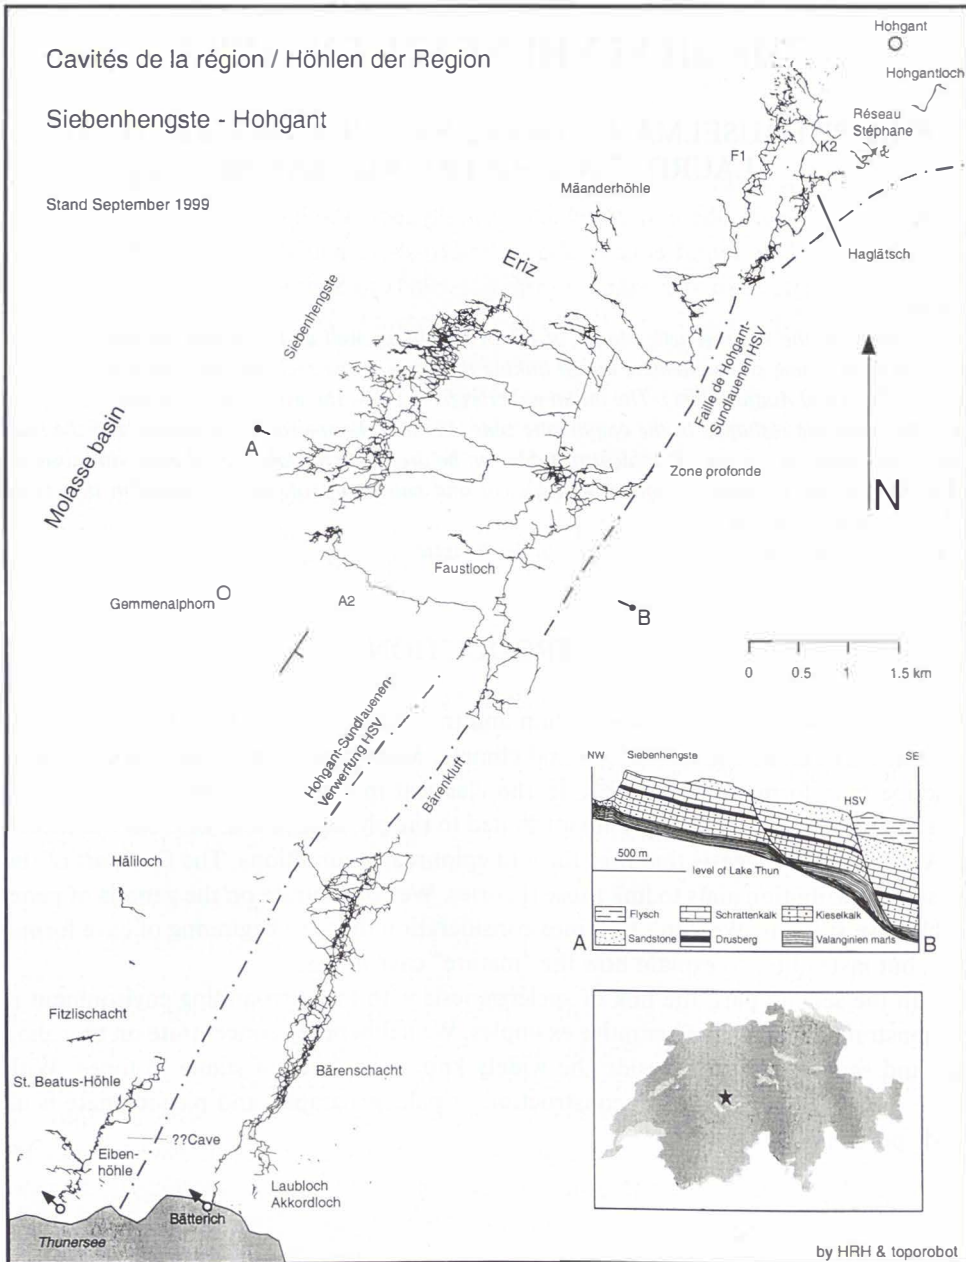 Cavités de la région / Höhlen der Region
Siebenhengste - Hohgant
Stand September 1999
Hohgant
Hohgantloch
Réseau
Stéphane
F1
K2
Mäanderhöhle
Haglätsch
Eriz
Siebenhengste
Faille de Hohgant-
Sundlauenen HSV
Molasse basin
A
N
Zone profonde
Faustloch
Gemmenalphorn
A2
B
0 0.5 1 1.5 km
Hohgant-Sundlauenen-
Verwerfung HSV
Bärenkluft
NW Siebenhengste SE
HSV
500 m
level of Lake Thun
Flysch Schrattenkalk Kieselkalk
Sandstone Drusberg Valanginien marls
A B
Häliloch
Fitzlischacht
St. Beatus-Höhle
Bärenschacht
??Cave
Eiben-
höhle
Laubloch
Akkordloch
Bätterich
Thunersee
by HRH & toporobot